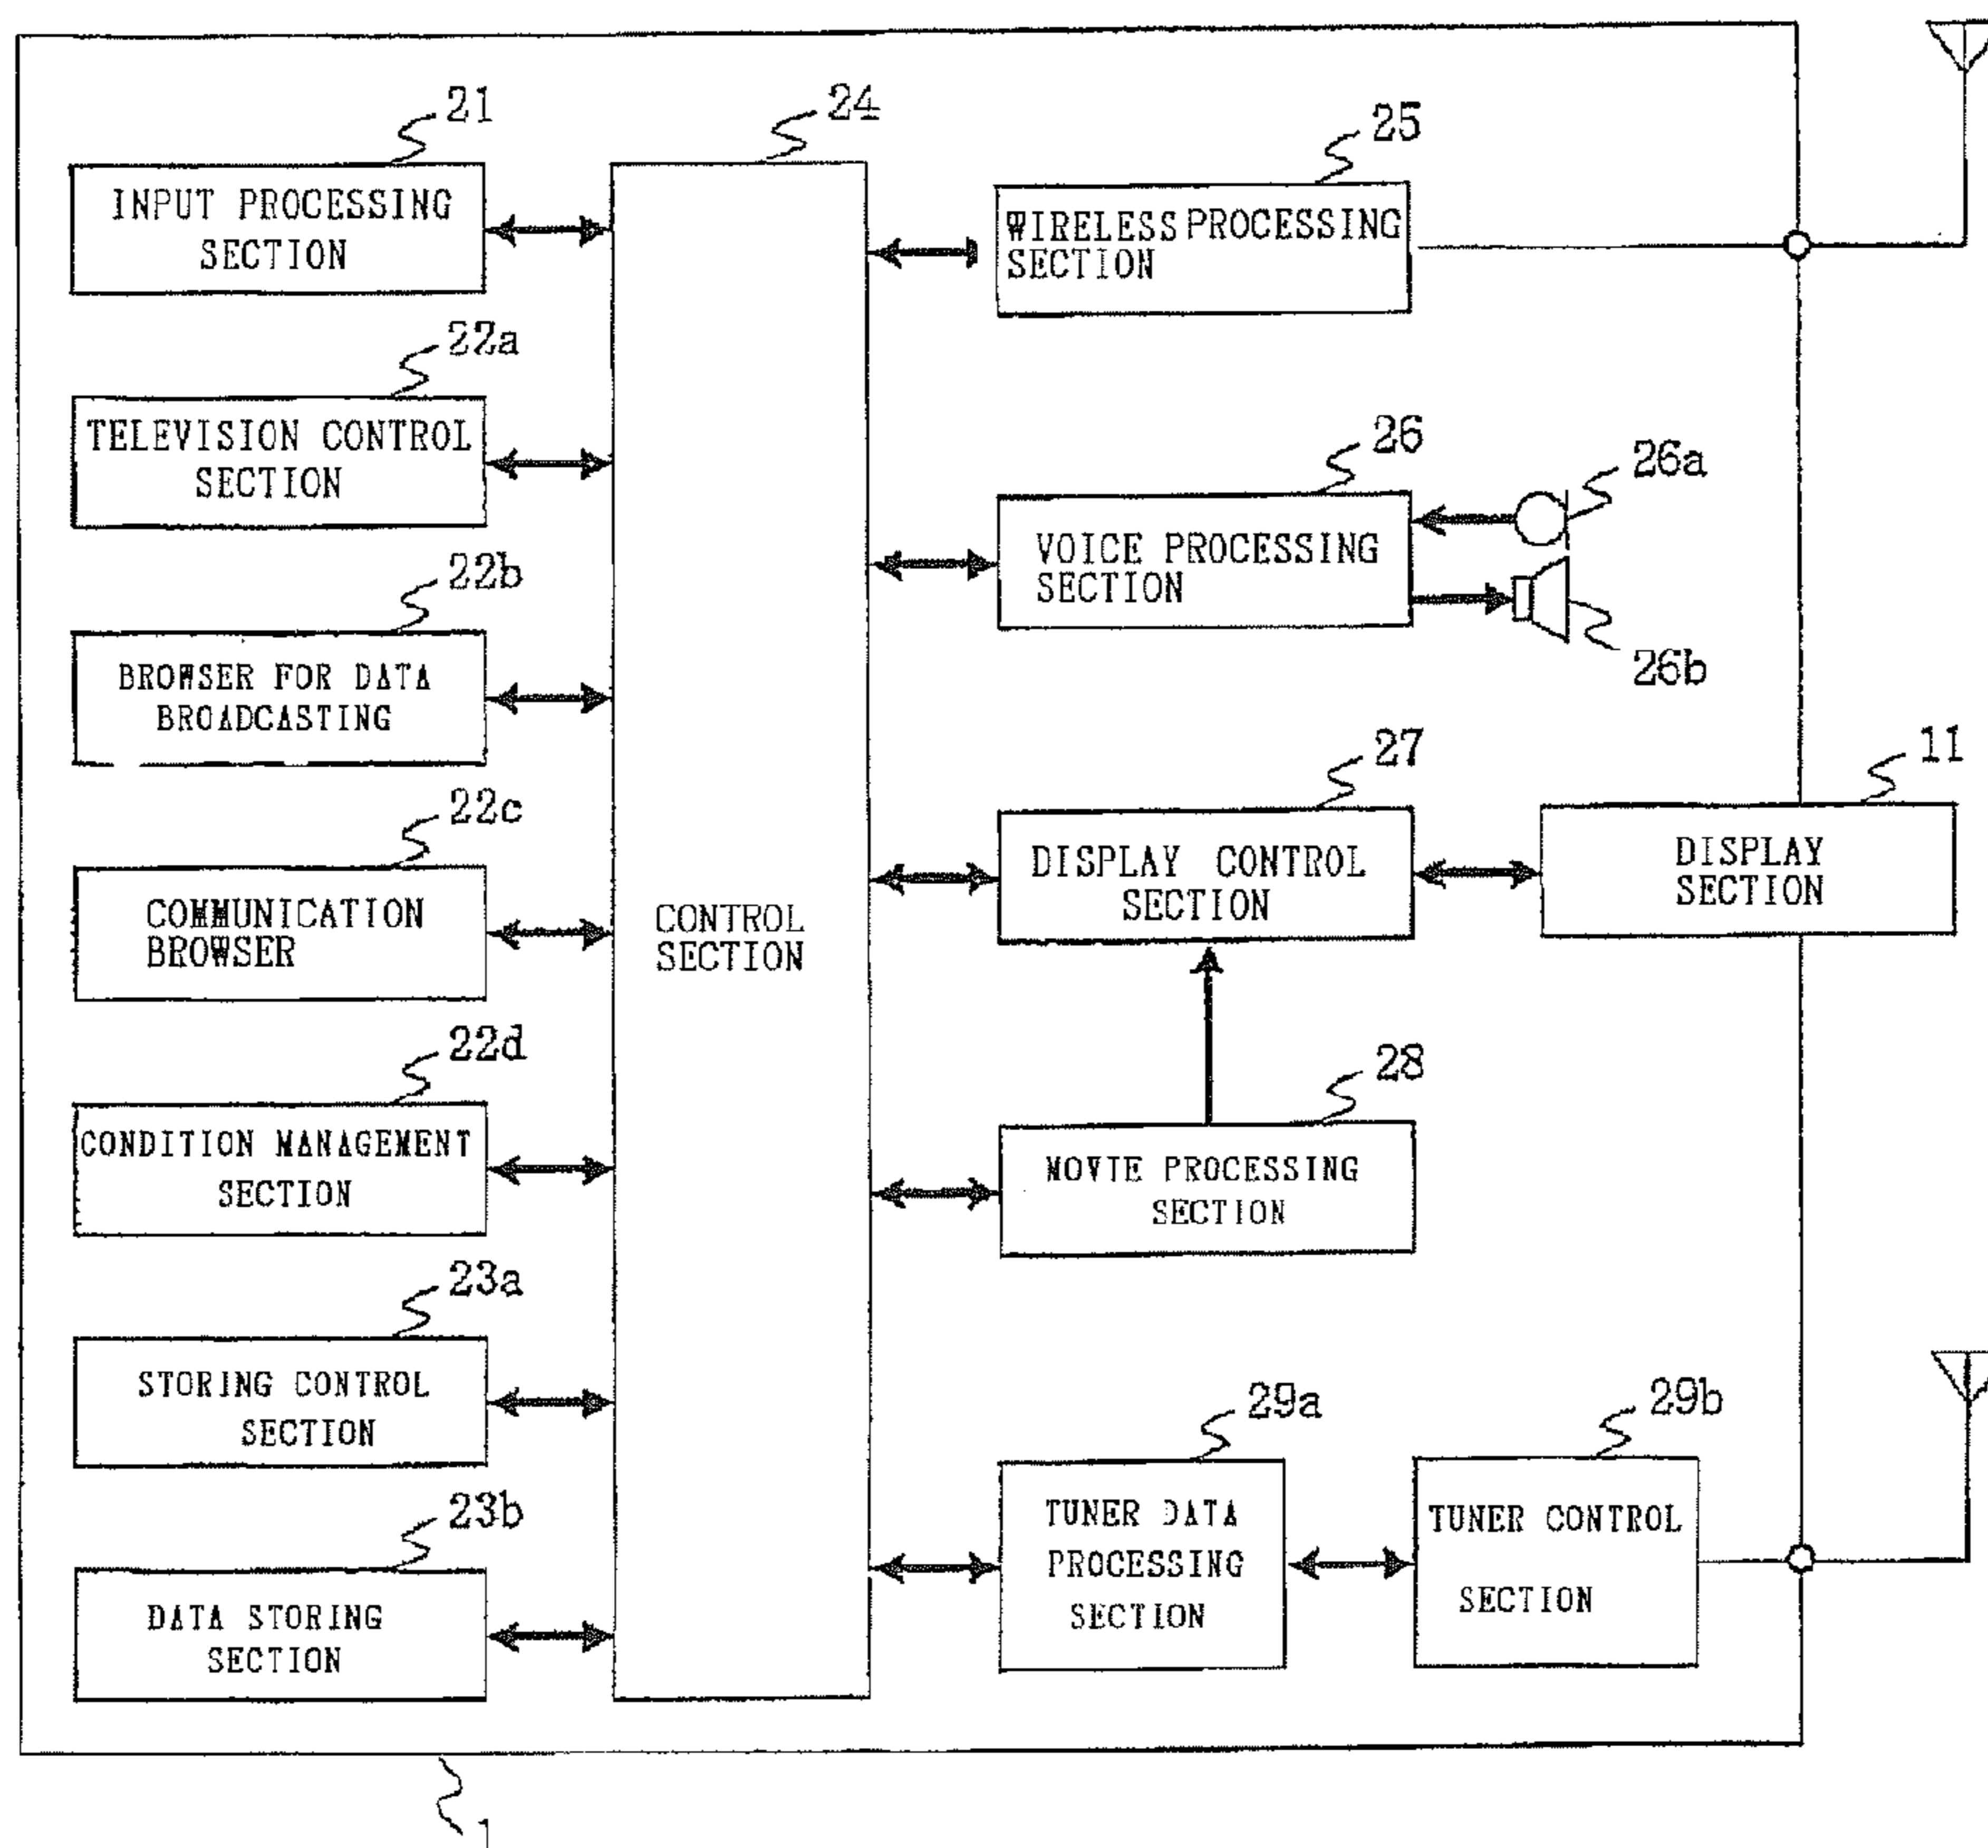 21
INPUT PROCESSING
SECTION
22a
TELEVISION CONTROL
SECTION
22b
BROWSER FOR DATA
BROADCASTING
22c
COMMUNICATION
BROWSER
22d
CONDITION MANAGEMENT
SECTION
23a
STORING CONTROL
SECTION
23b
DATA STORING
SECTION
24
CONTROL
SECTION
25
WIRELESS PROCESSING
SECTION
26
VOICE PROCESSING
SECTION
26a
26b
27
DISPLAY CONTROL
SECTION
11
DISPLAY
SECTION
28
MOVIE PROCESSING
SECTION
29a
TUNER DATA
PROCESSING
SECTION
29b
TUNER CONTROL
SECTION
1